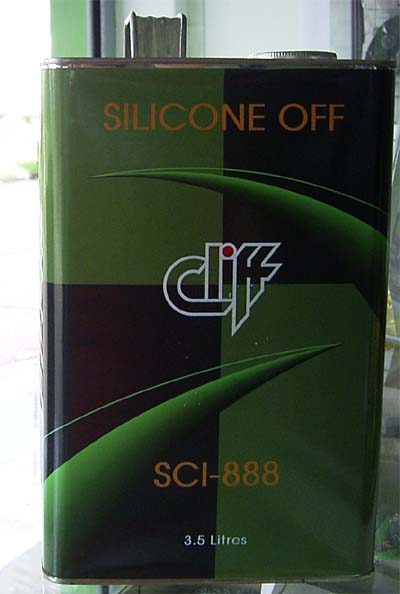 SILICONE OFF
cliff
SCI-888
3.5 Litres